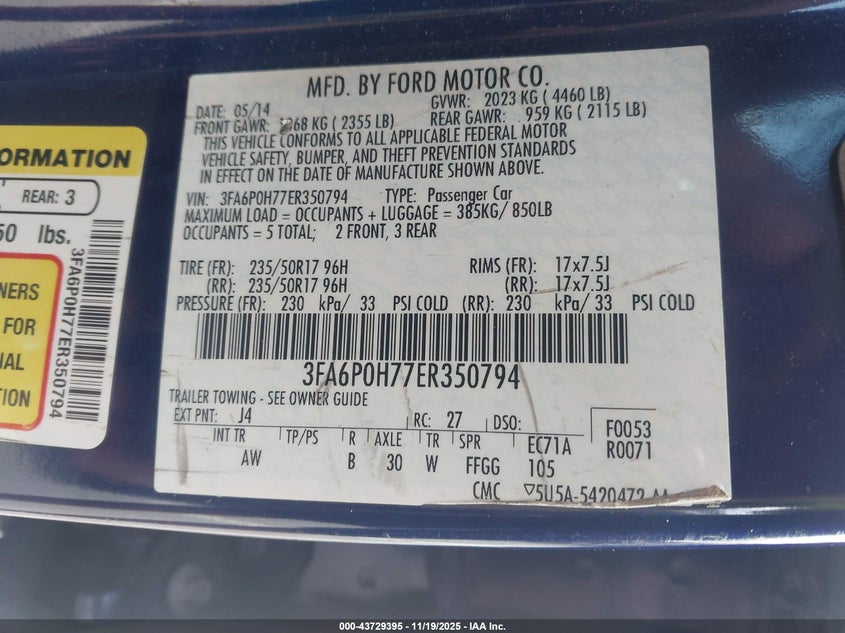 MFD. BY FORD MOTOR CO.
DATE: 05/14 GVWR: 2023 KG ( 4460 LB)
FRONT GAWR: 068 KG ( 2355 LB) REAR GAWR: 959 KG ( 2115 LB)
THIS VEHICLE CONFORMS TO ALL APPLICABLE FEDERAL MOTOR
VEHICLE SAFETY, BUMPER, AND THEFT PREVENTION STANDARDS
IN EFFECT ON THE DATE OF MANUFACTURE SHOWN ABOVE.
VIN: 3FA6P0H77ER350794 TYPE: Passenger Car
MAXIMUM LOAD = OCCUPANTS + LUGGAGE = 385KG/ 850LB
OCCUPANTS = 5 TOTAL; 2 FRONT, 3 REAR
TIRE (FR): 235/50R17 96H RIMS (FR): 17x7.5J
(RR): 235/50R17 96H (RR): 17x7.5J
PRESSURE (FR): 230 kPa/ 33 PSI COLD (RR): 230 kPa/ 33 PSI COLD
3FA6P0H77ER350794
TRAILER TOWING - SEE OWNER GUIDE
EXT PNT: J4 RC: 27 DSO: F0053
INT TR TP/PS R AXLE TR SPR EC71A R0071
AW B 30 W FFGG 105
CMC ▽5U5A-5420472-AA
ORMATION
REAR: 3
50 lbs.
NERS
FOR
IAL
TION
3FA6P0H77ER350794
000-43729395 - 11/19/2025 - IAA Inc.